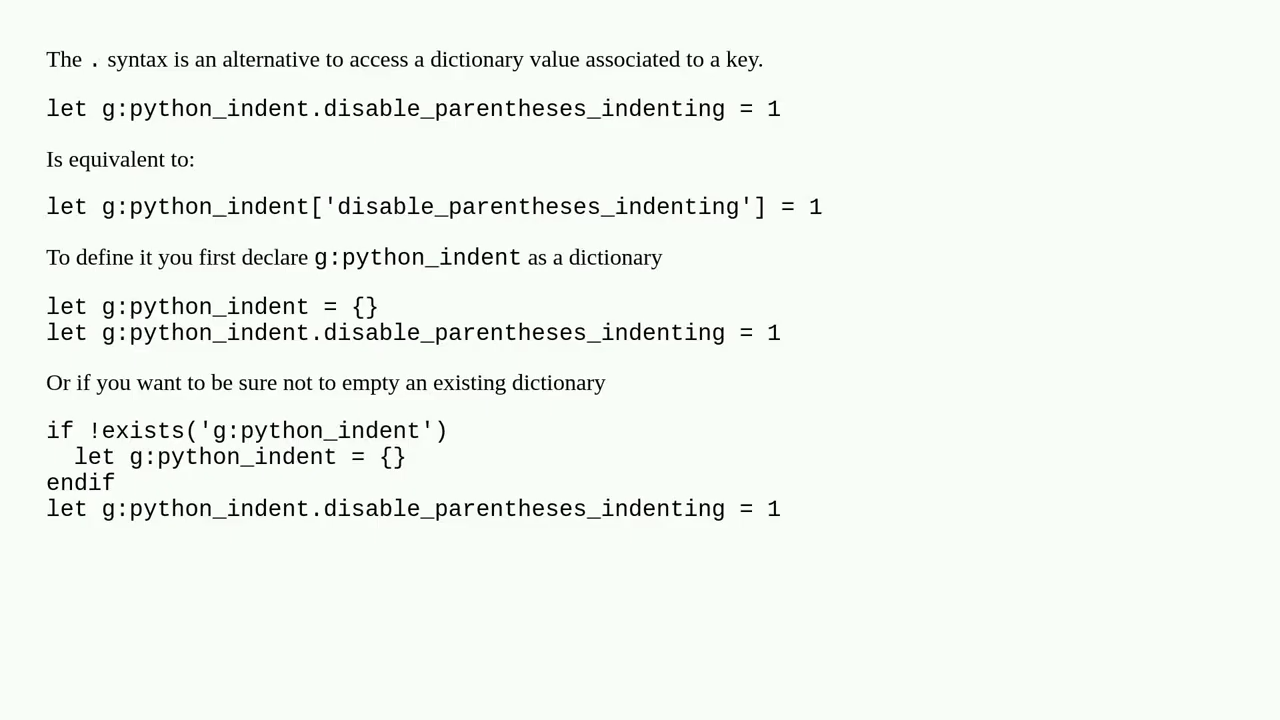 The . syntax is an alternative to access a dictionary value associated to a key.
let g:python_indent.disable_parentheses_indenting = 1
Is equivalent to:
let g:python_indent['disable_parentheses_indenting'] = 1
To define it you first declare g:python_indent as a dictionary
let g:python_indent = {}
let g:python_indent.disable_parentheses_indenting = 1
Or if you want to be sure not to empty an existing dictionary
if !exists('g:python_indent')
  let g:python_indent = {}
endif
let g:python_indent.disable_parentheses_indenting = 1